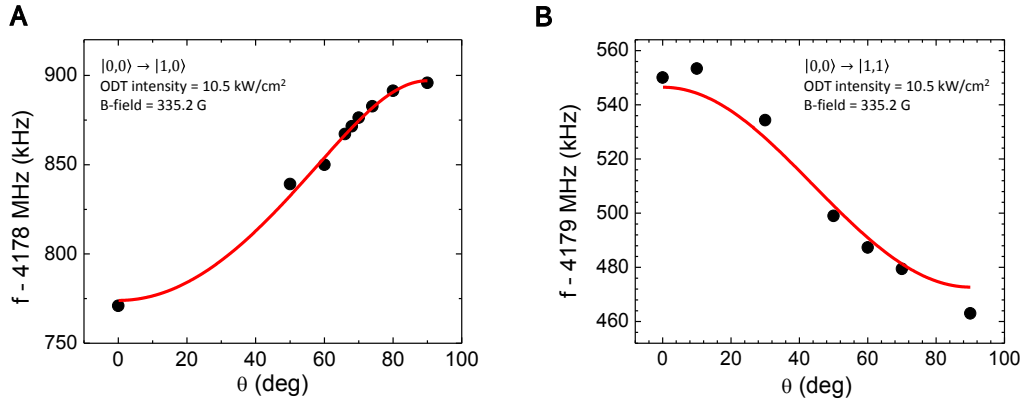 A
|0,0⟩ → |1,0⟩
ODT intensity = 10.5 kW/cm²
B-field = 335.2 G
900
850
800
750
f - 4178 MHz (kHz)
0 20 40 60 80 100
θ (deg)
B
|0,0⟩ → |1,1⟩
ODT intensity = 10.5 kW/cm²
B-field = 335.2 G
560
540
520
500
480
460
f - 4179 MHz (kHz)
0 20 40 60 80 100
θ (deg)